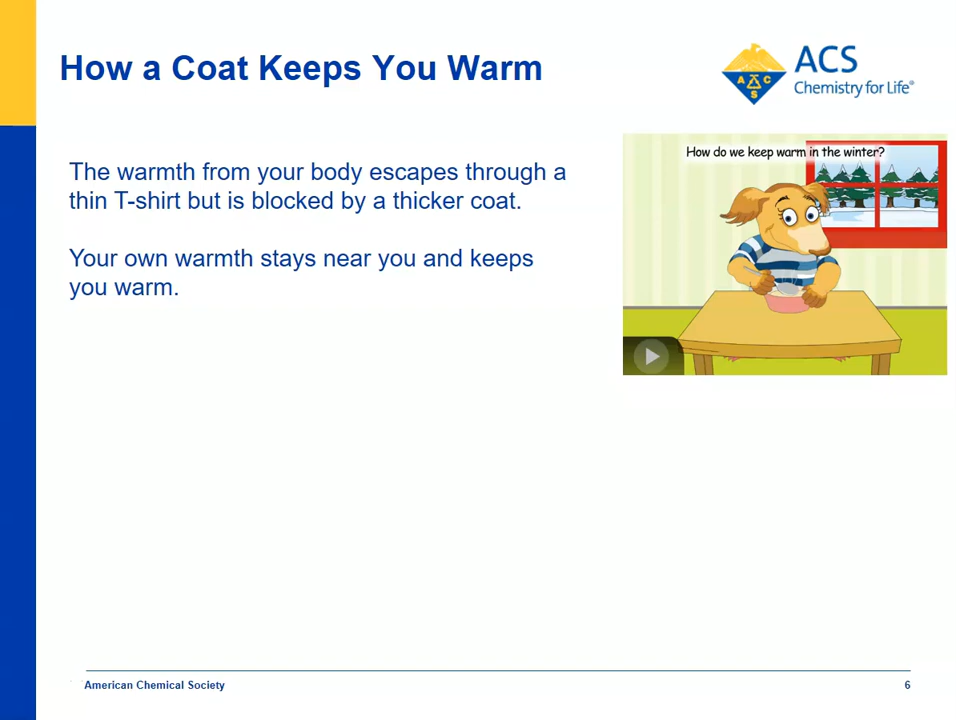 How a Coat Keeps You Warm
ACS
Chemistry for Life®
A C S
The warmth from your body escapes through a
thin T-shirt but is blocked by a thicker coat.
Your own warmth stays near you and keeps
you warm.
How do we keep warm in the winter?
American Chemical Society
6